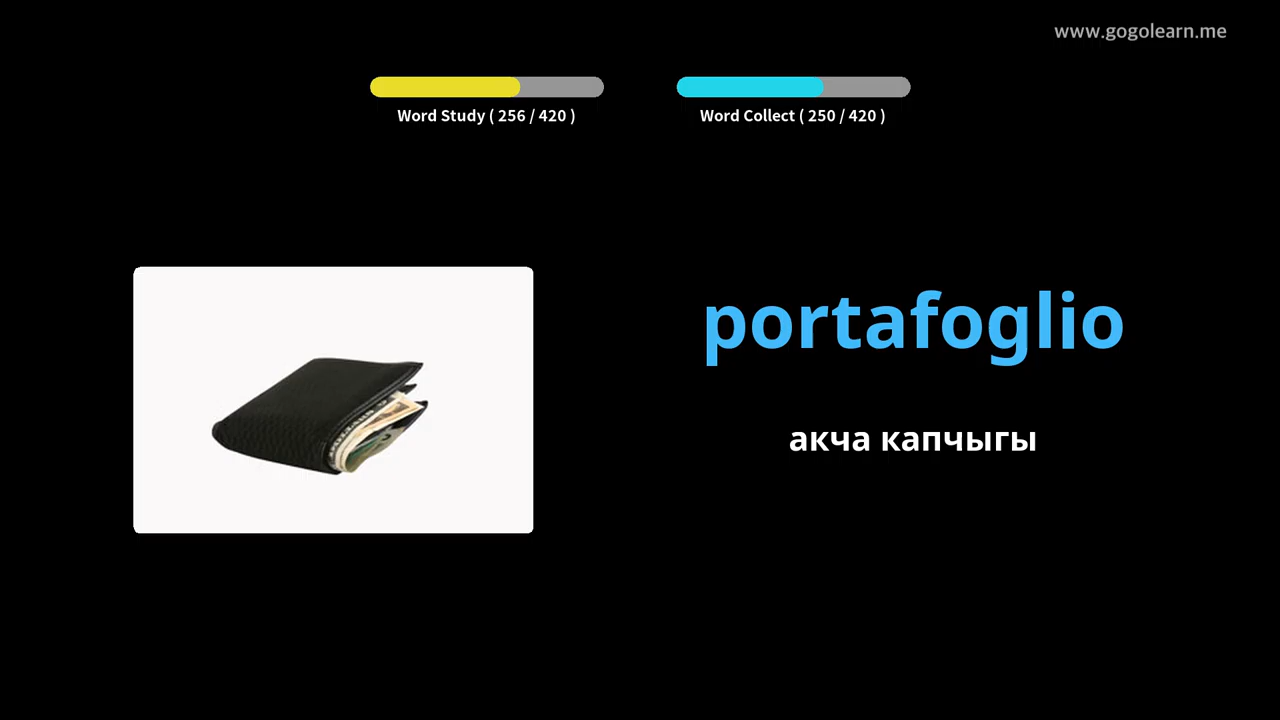 www.gogolearn.me
Word Study ( 256 / 420 )
Word Collect ( 250 / 420 )
portafoglio
акча капчыгы